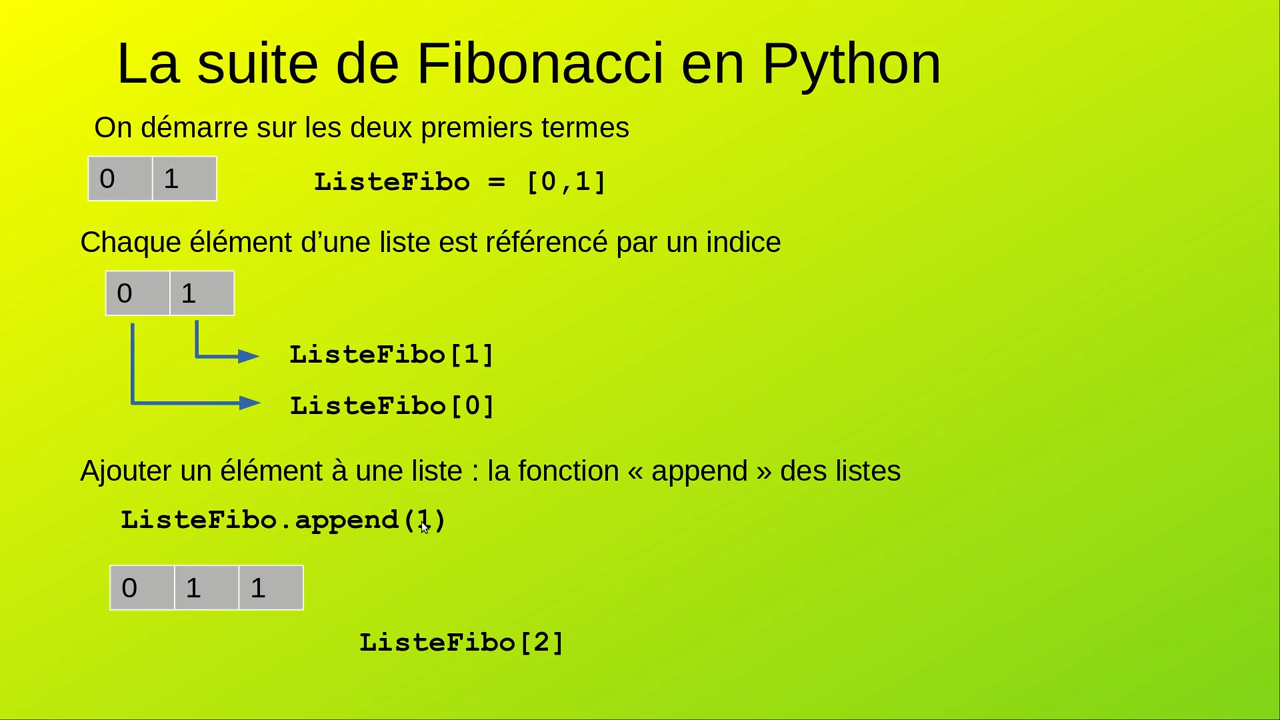 La suite de Fibonacci en Python
On démarre sur les deux premiers termes
0 1 ListeFibo = [0,1]
Chaque élément d’une liste est référencé par un indice
0 1
ListeFibo[1]
ListeFibo[0]
Ajouter un élément à une liste : la fonction « append » des listes
ListeFibo.append(1)
0 1 1
ListeFibo[2]